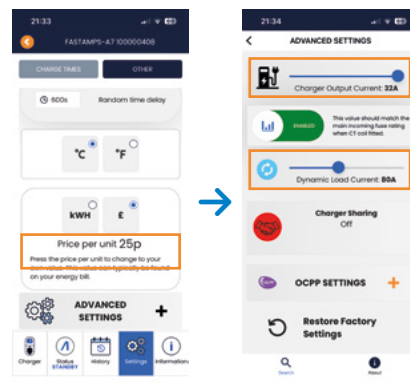 21:33
FASTAMPS-A7 100000408
CHARGE TIMES
OTHER
600s
Random time delay
°C
°F
kWH
£
Price per unit 25p
Press the price per unit to change to your
own value. This value can typically be found
on your energy bill.
ADVANCED
SETTINGS
+
Charger
Status
STANDBY
History
Settings
Information
21:34
ADVANCED SETTINGS
Charger Output Current: 32A
ENABLED
This value should match the
main incoming fuse rating
when CT coil fitted.
Dynamic Load Current: 80A
Charger Sharing
Off
OCPP SETTINGS
+
Restore Factory
Settings
Search
About